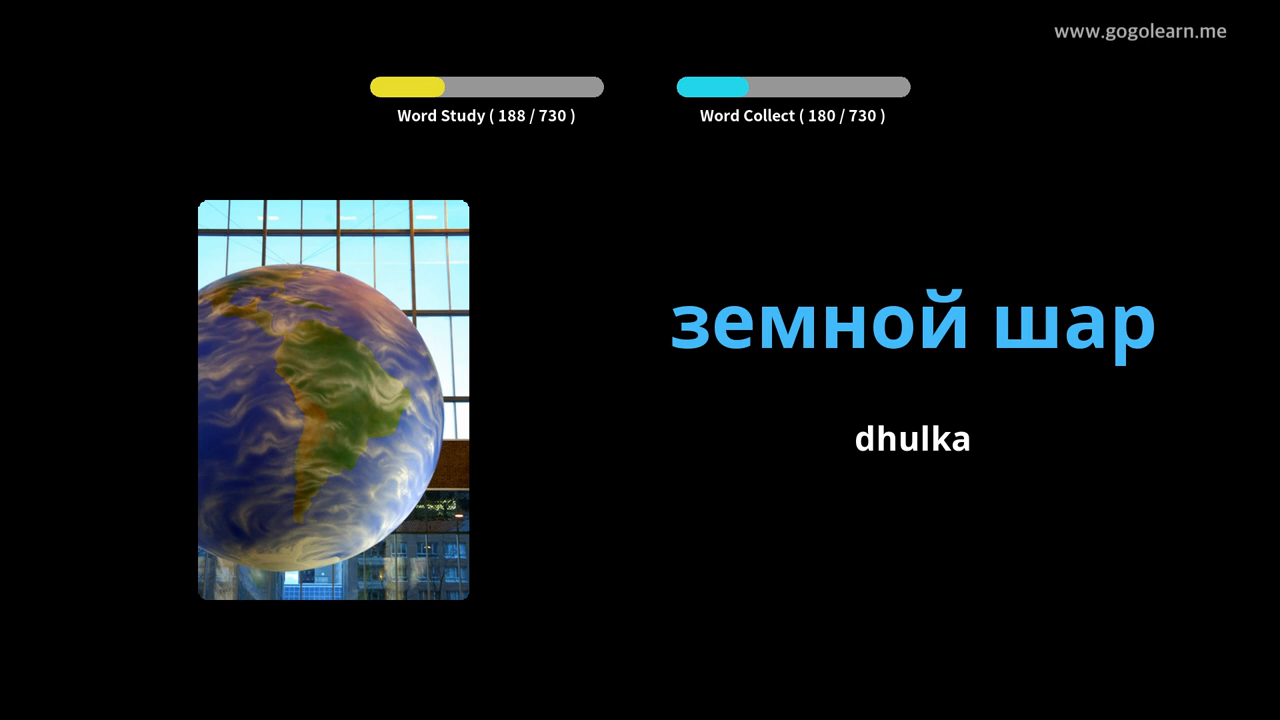 www.gogolearn.me
Word Study ( 188 / 730 )
Word Collect ( 180 / 730 )
земной шар
dhulka